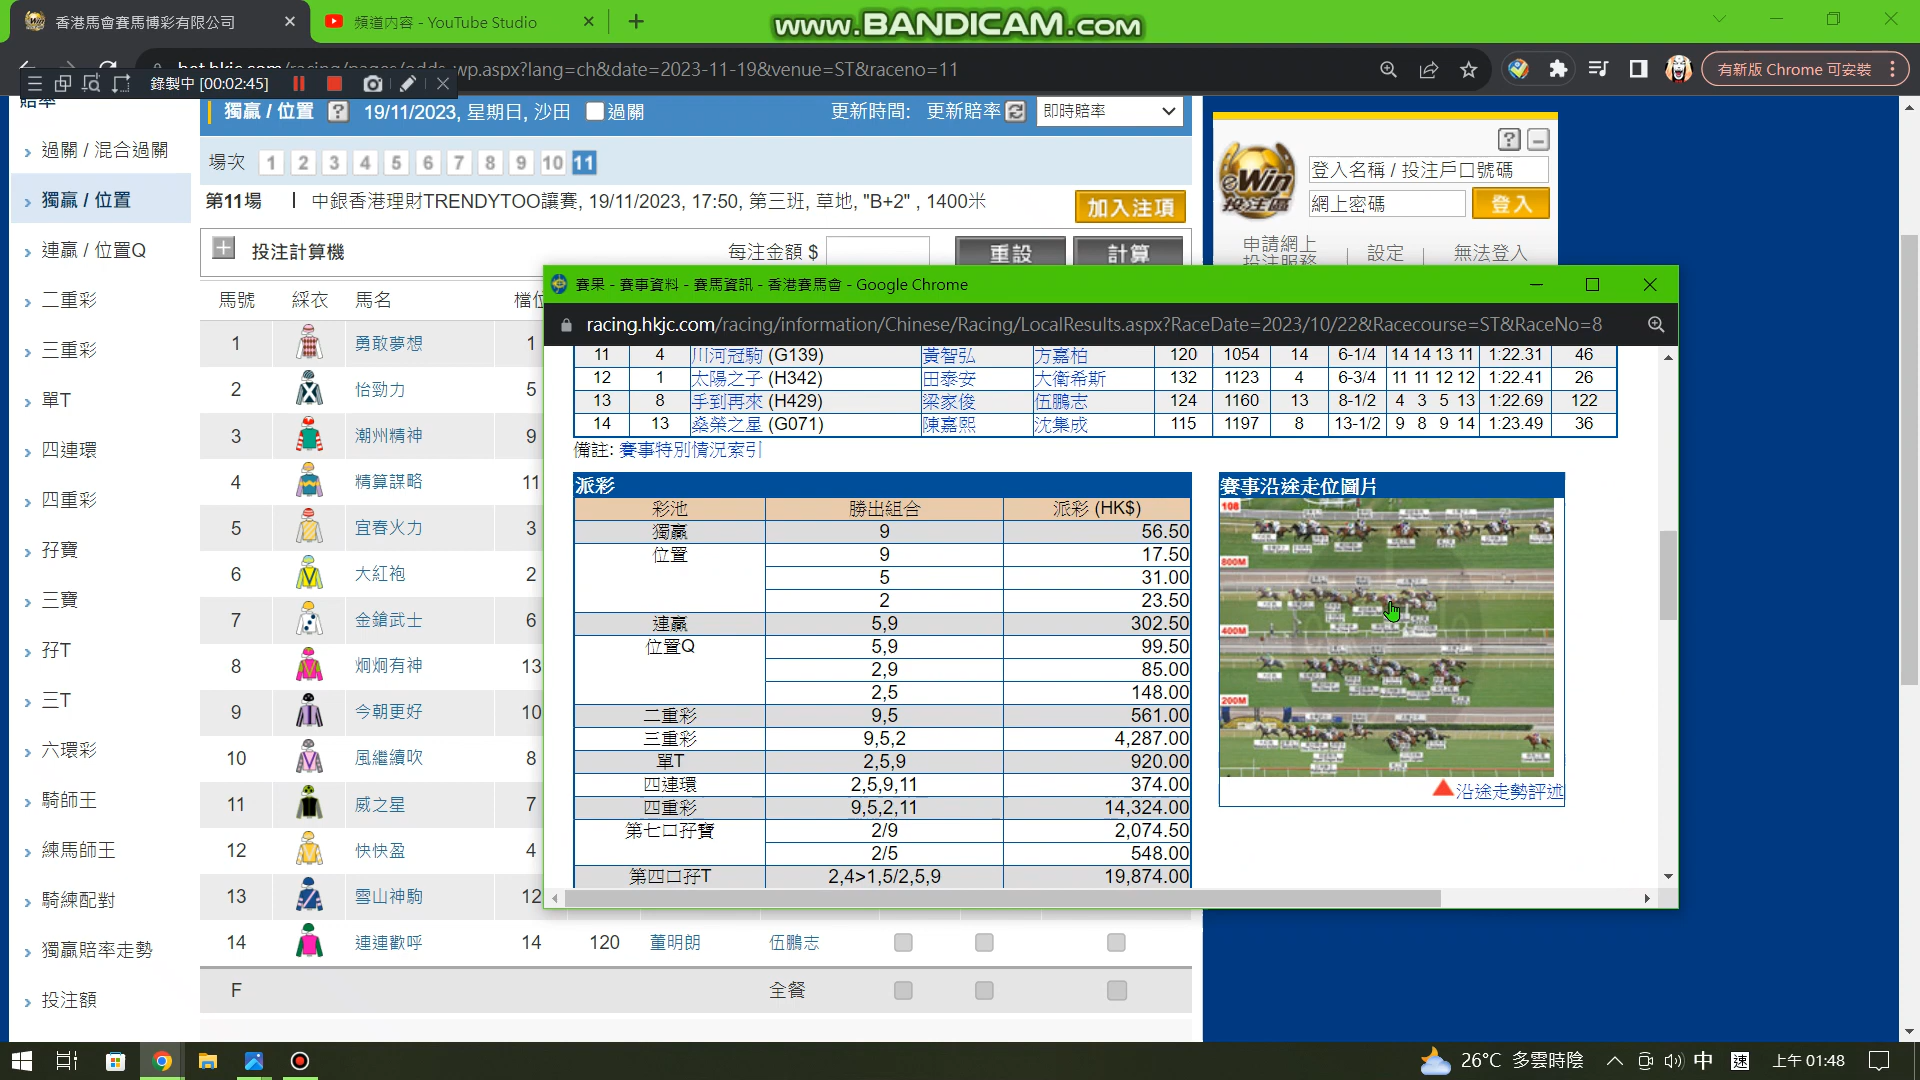 香港馬會賽馬博彩有限公司
頻道内容 - YouTube Studio
www.BANDICAM.com
bet.hkjc.com/racing/pages/odds_wp.aspx?lang=ch&date=2023-11-19&venue=ST&raceno=11
有新版 Chrome 可安裝
錄製中 [00:02:45]
賠率
過關 / 混合過關
獨贏 / 位置
連贏 / 位置Q
二重彩
三重彩
單T
四連環
四重彩
孖寶
三寶
孖T
三T
六環彩
騎師王
練馬師王
騎練配對
獨贏賠率走勢
投注額
獨贏 / 位置 ? 19/11/2023, 星期日, 沙田 過關 更新時間: 更新賠率 即時賠率
場次 1 2 3 4 5 6 7 8 9 10 11
第11場 | 中銀香港理財TRENDYTOO讓賽, 19/11/2023, 17:50, 第三班, 草地, "B+2" , 1400米
加入注項
投注計算機 每注金額 $ 重設 計算
馬號 綵衣 馬名 檔位
1 勇敢夢想 1
2 怡勁力 5
3 潮州精神 9
4 精算謀略 11
5 宜春火力 3
6 大紅袍 2
7 金鎗武士 6
8 炯炯有神 13
9 今朝更好 10
10 風繼續吹 8
11 威之星 7
12 快快盈 4
13 雪山神駒 12
14 連連歡呼 14 120 董明朗 伍鵬志
F 全餐
eWin
投注區
登入名稱 / 投注戶口號碼
網上密碼 登入
申請網上
投注服務 | 設定 | 無法登入
賽果 - 賽事資料 - 賽馬資訊 - 香港賽馬會 - Google Chrome
racing.hkjc.com/racing/information/Chinese/Racing/LocalResults.aspx?RaceDate=2023/10/22&Racecourse=ST&RaceNo=8
11 4 川河冠駒 (G139) 黃智弘 方嘉柏 120 1054 14 6-1/4 14 14 13 11 1:22.31 46
12 1 太陽之子 (H342) 田泰安 大衛希斯 132 1123 4 6-3/4 11 11 12 12 1:22.41 26
13 8 手到再來 (H429) 梁家俊 伍鵬志 124 1160 13 8-1/2 4 3 5 13 1:22.69 122
14 13 燊榮之星 (G071) 陳嘉熙 沈集成 115 1197 8 13-1/2 9 8 9 14 1:23.49 36
備註: 賽事特別情況索引
派彩
彩池 勝出組合 派彩 (HK$)
獨贏 9 56.50
位置 9 17.50
5 31.00
2 23.50
連贏 5,9 302.50
位置Q 5,9 99.50
2,9 85.00
2,5 148.00
二重彩 9,5 561.00
三重彩 9,5,2 4,287.00
單T 2,5,9 920.00
四連環 2,5,9,11 374.00
四重彩 9,5,2,11 14,324.00
第七口孖寶 2/9 2,074.50
2/5 548.00
第四口孖T 2,4>1,5/2,5,9 19,874.00
賽事沿途走位圖片
108
800M
400M
200M
沿途走勢評述
26°C 多雲時陰
中
速
上午 01:48